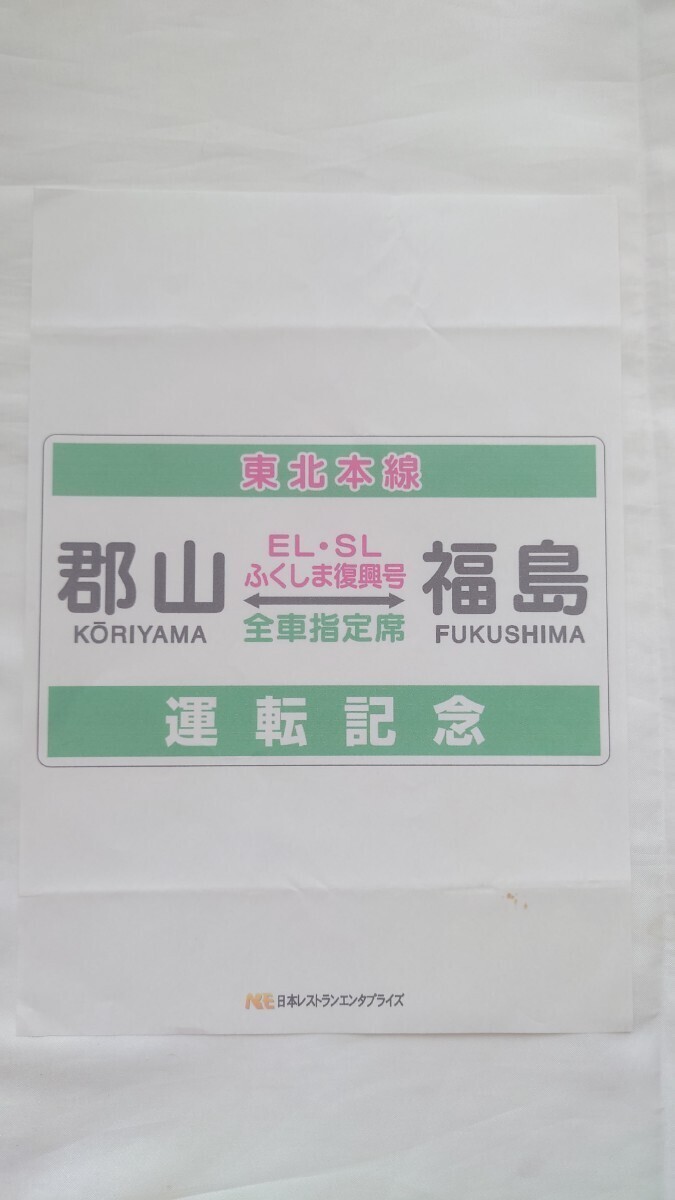 東北本線
郡山
KŌRIYAMA
EL・SL
ふくしま復興号
全車指定席
福島
FUKUSHIMA
運転記念
NRE 日本レストランエンタプライズ